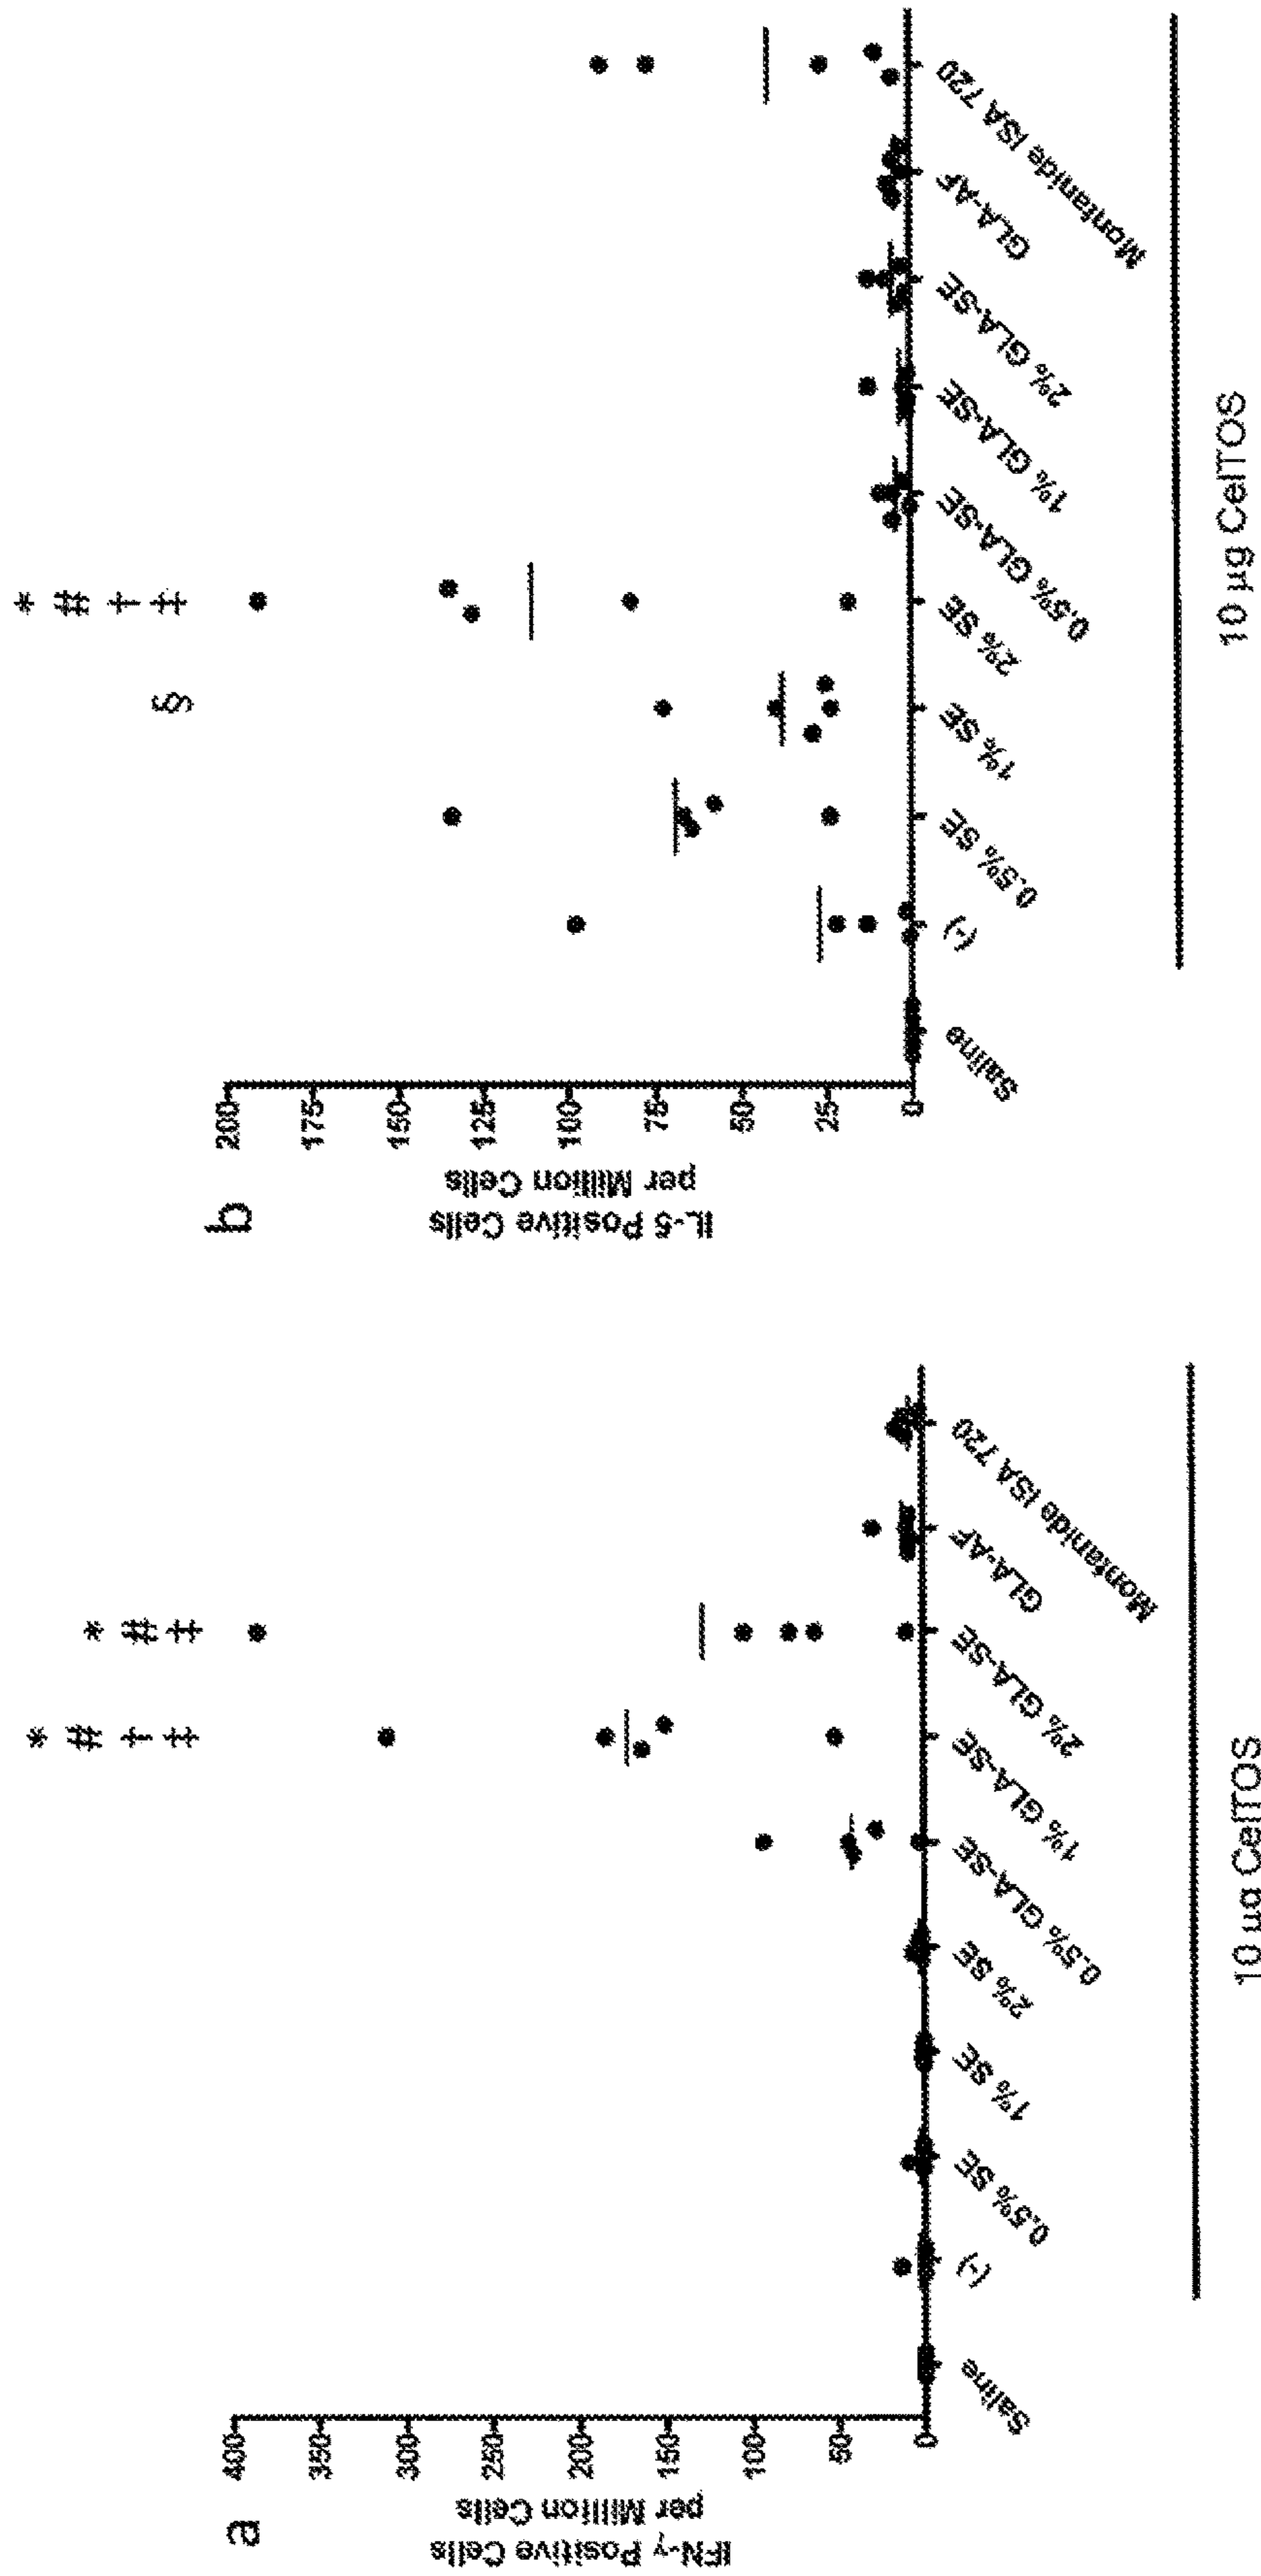 a
IFN-γ Positive Cells
per Million Cells
400
350
300
250
200
150
100
50
0
* # † ‡
* # ‡
Saline
(-)
0.5% SE
1% SE
2% SE
0.5% GLA-SE
1% GLA-SE
2% GLA-SE
GLA-AF
Montanide ISA 720
10 µg CelTOS
b
IL-5 Positive Cells
per Million Cells
200
175
150
125
100
75
50
25
0
§
* # † ‡
Saline
(-)
0.5% SE
1% SE
2% SE
0.5% GLA-SE
1% GLA-SE
2% GLA-SE
GLA-AF
Montanide ISA 720
10 µg CelTOS